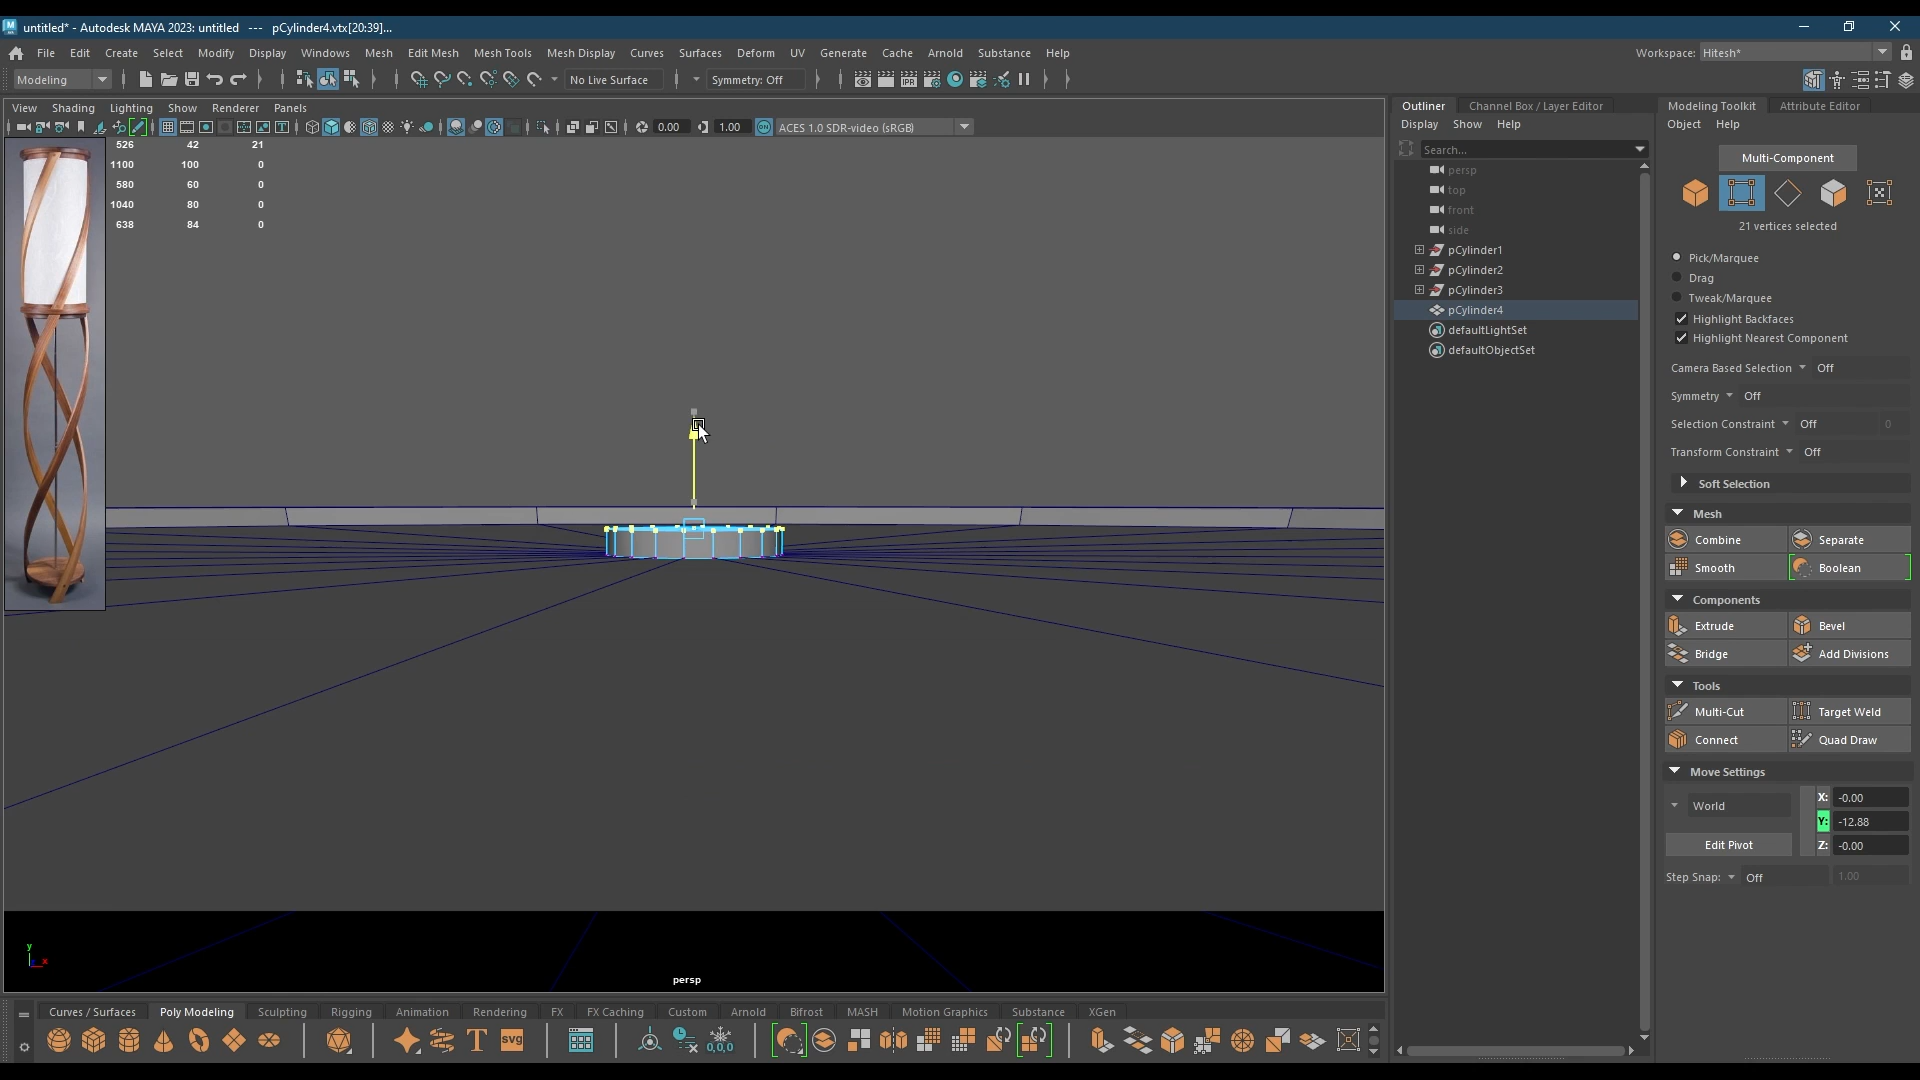 untitled* - Autodesk MAYA 2023: untitled --- pCylinder4.vtx[20:39]...
File Edit Create Select Modify Display Windows Mesh Edit Mesh Mesh Tools Mesh Display Curves Surfaces Deform UV Generate Cache Arnold Substance Help
Workspace: Hitesh*
Modeling No Live Surface Symmetry: Off
View Shading Lighting Show Renderer Panels
0.00 1.00 ACES 1.0 SDR-video (sRGB)
526 42 21
1100 100 0
580 60 0
1040 80 0
638 84 0
y
x
persp
Outliner Channel Box / Layer Editor
Display Show Help
Search...
persp
top
front
side
pCylinder1
pCylinder2
pCylinder3
pCylinder4
defaultLightSet
defaultObjectSet
Modeling Toolkit Attribute Editor
Object Help
Multi-Component
21 vertices selected
Pick/Marquee
Drag
Tweak/Marquee
Highlight Backfaces
Highlight Nearest Component
Camera Based Selection Off
Symmetry Off
Selection Constraint Off 0
Transform Constraint Off
Soft Selection
Mesh
Combine Separate
Smooth Boolean
Components
Extrude Bevel
Bridge Add Divisions
Tools
Multi-Cut Target Weld
Connect Quad Draw
Move Settings
World
X: -0.00
Y: -12.88
Edit Pivot
Z: -0.00
Step Snap: Off 1.00
Curves / Surfaces Poly Modeling Sculpting Rigging Animation Rendering FX FX Caching Custom Arnold Bifrost MASH Motion Graphics Substance XGen
T svg 0,0,0